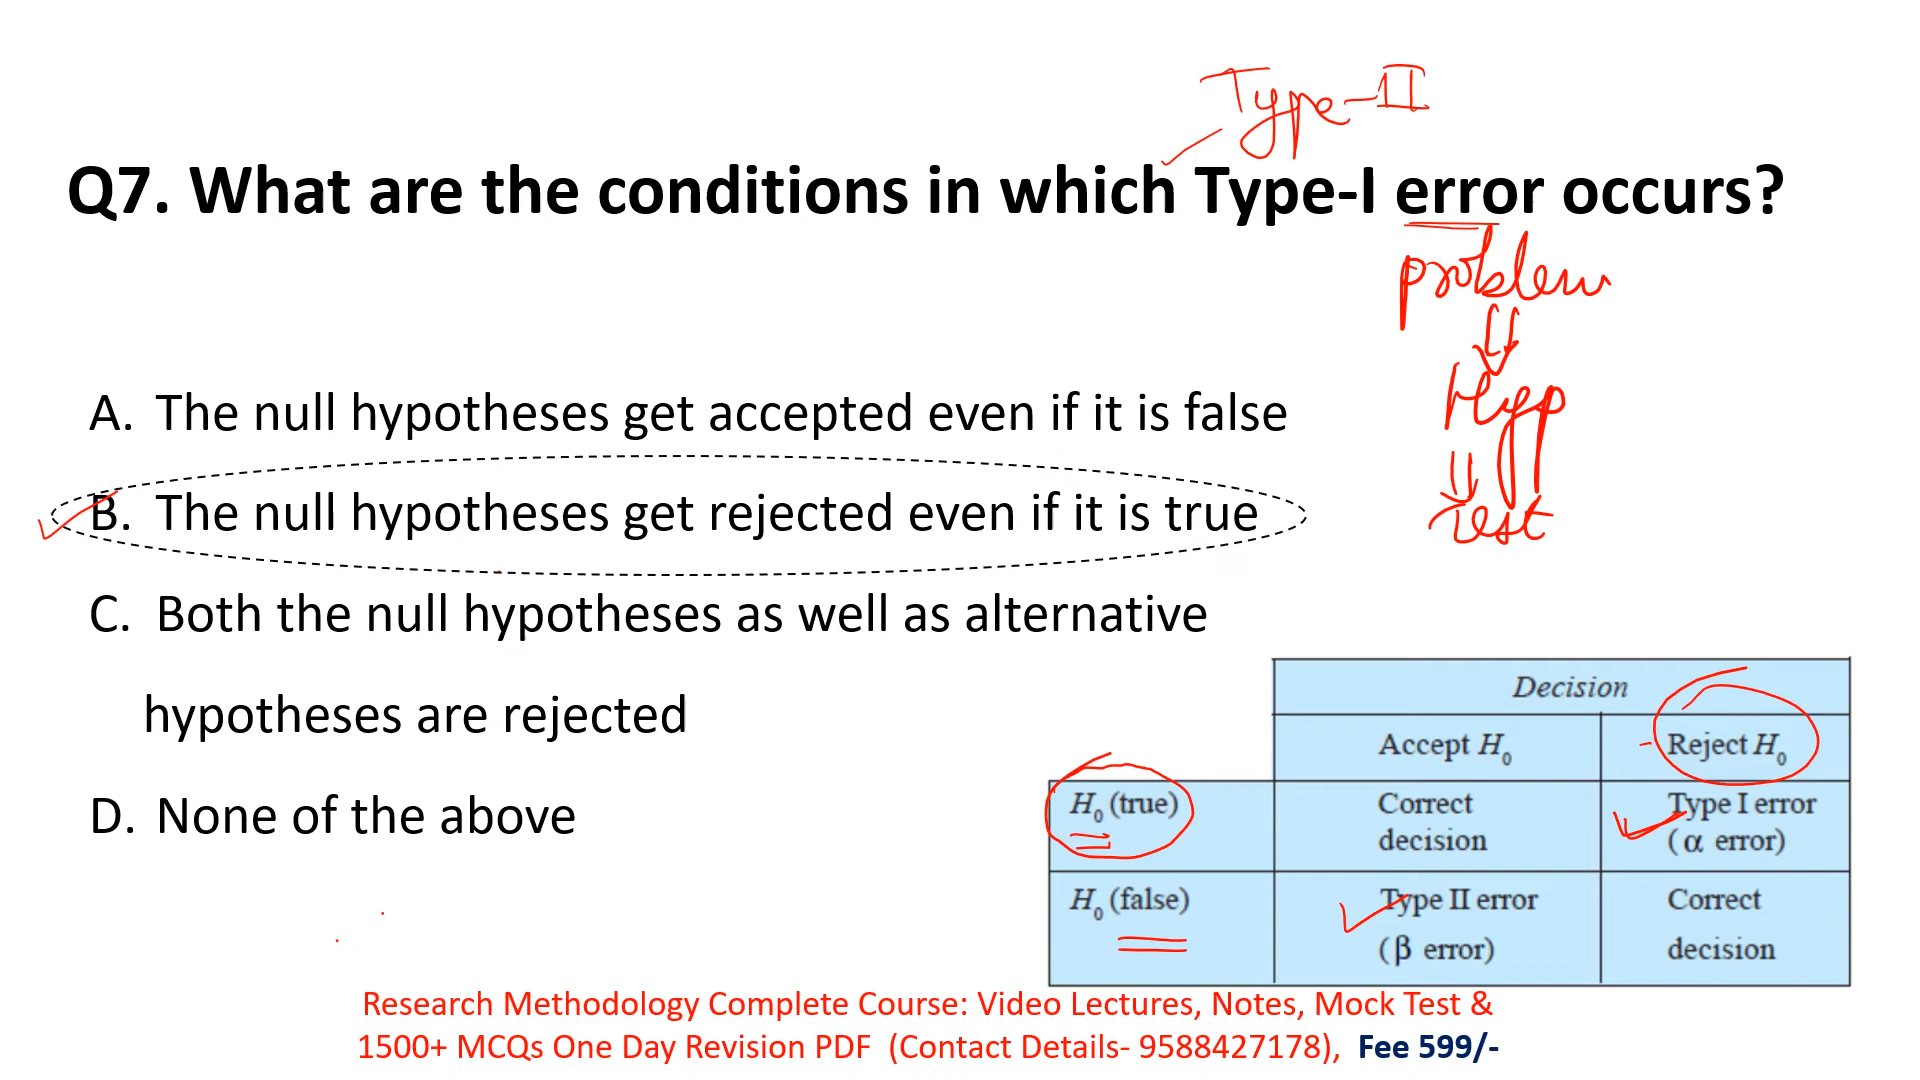 Type-II
Q7. What are the conditions in which Type-I error occurs?
problem
Hyp
Test
A. The null hypotheses get accepted even if it is false
B. The null hypotheses get rejected even if it is true
C. Both the null hypotheses as well as alternative
hypotheses are rejected
D. None of the above
Decision
Accept H₀ Reject H₀
H₀ (true) Correct decision Type I error (α error)
H₀ (false) Type II error (β error) Correct decision
Research Methodology Complete Course: Video Lectures, Notes, Mock Test &
1500+ MCQs One Day Revision PDF (Contact Details- 9588427178), Fee 599/-